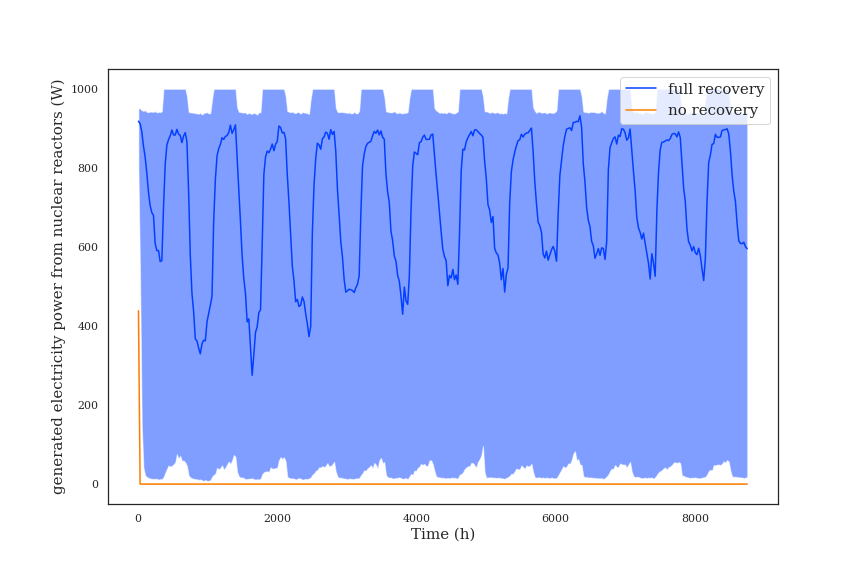 generated electricity power from nuclear reactors (W)
1000
800
600
400
200
0
0 2000 4000 6000 8000
Time (h)
full recovery
no recovery